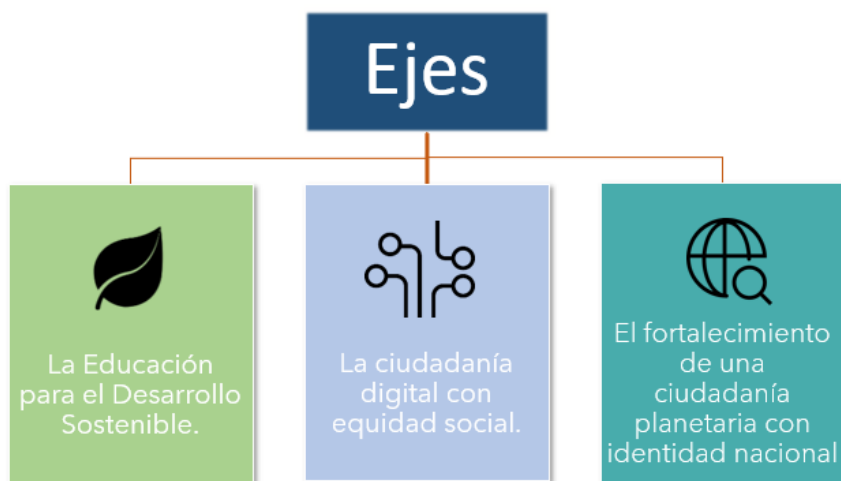 Ejes
La Educación
para el Desarrollo
Sostenible.
La ciudadanía
digital con
equidad social.
El fortalecimiento
de una
ciudadanía
planetaria con
identidad nacional